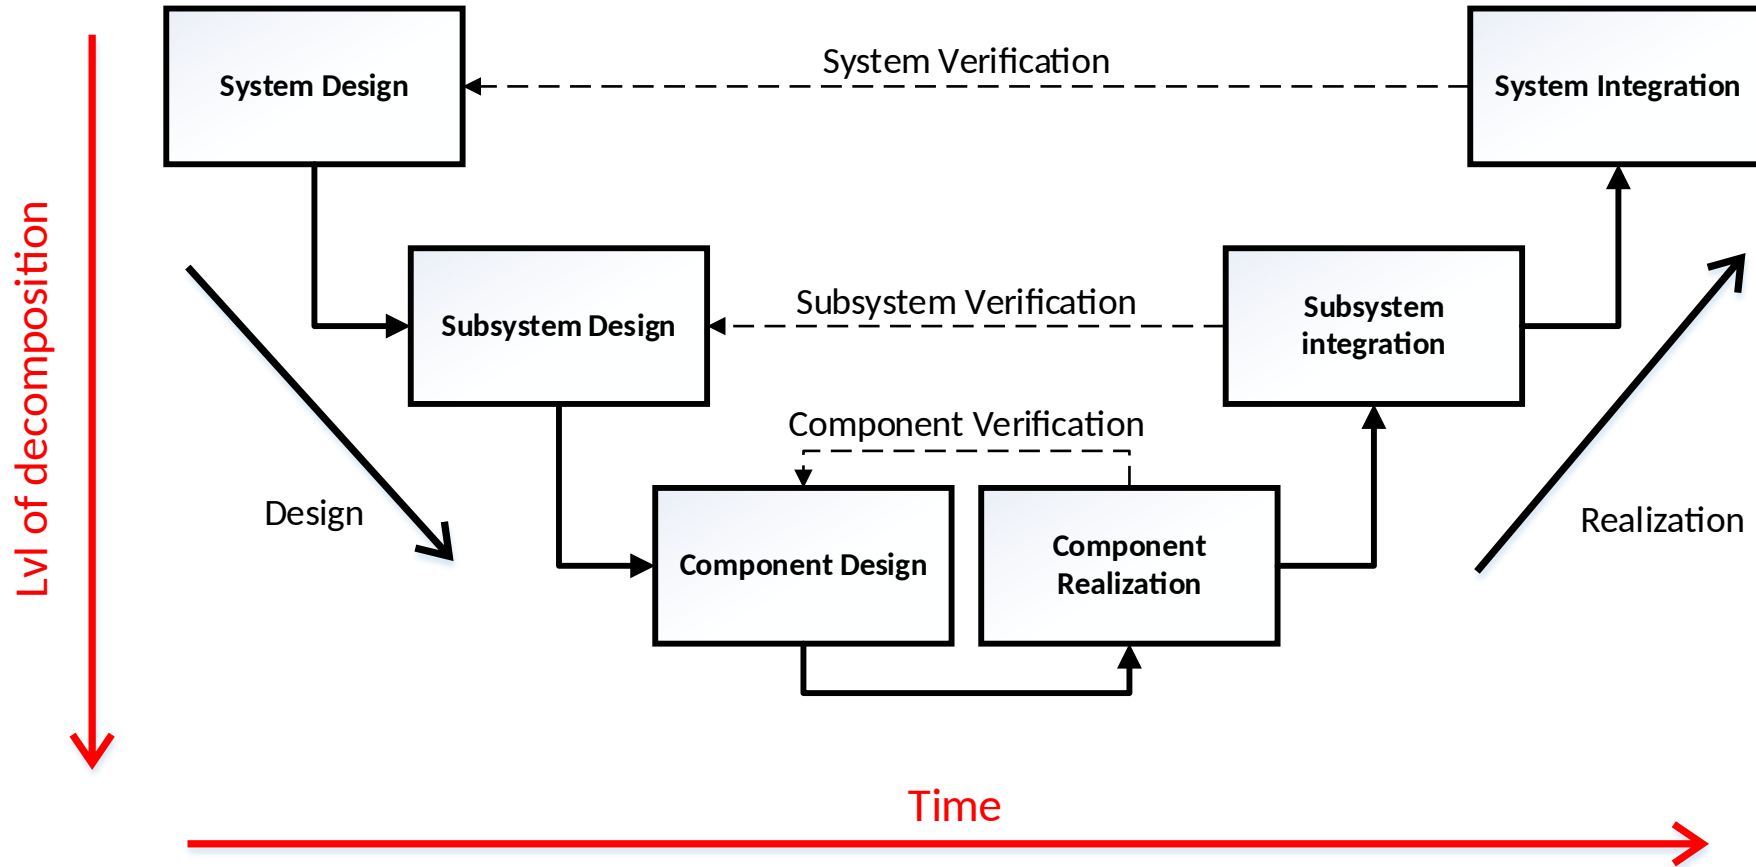 System Verification
System Design
System Integration
Lvl of decomposition
Subsystem Verification
Subsystem Design
Subsystem
integration
Component Verification
Design
Realization
Component Design
Component
Realization
Time